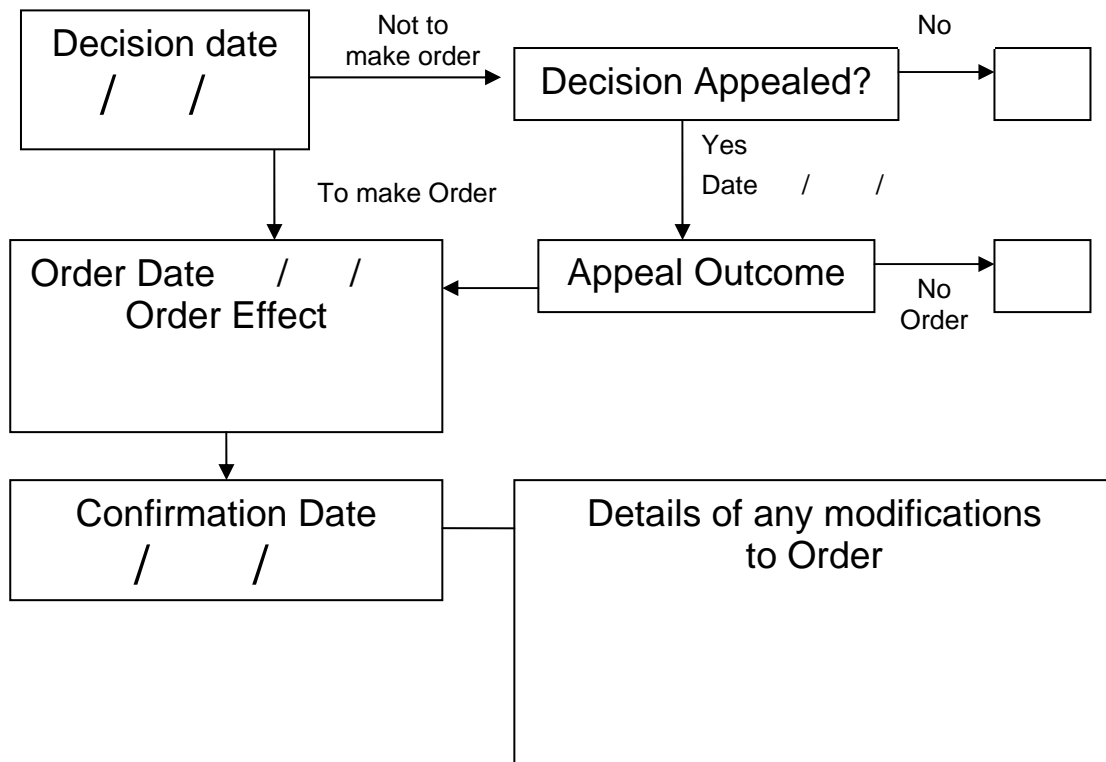 Decision date
/ /
Not to
make order
Decision Appealed?
No
Yes
Date / /
To make Order
Order Date / /
Order Effect
Appeal Outcome
No
Order
Confirmation Date
/ /
Details of any modifications
to Order